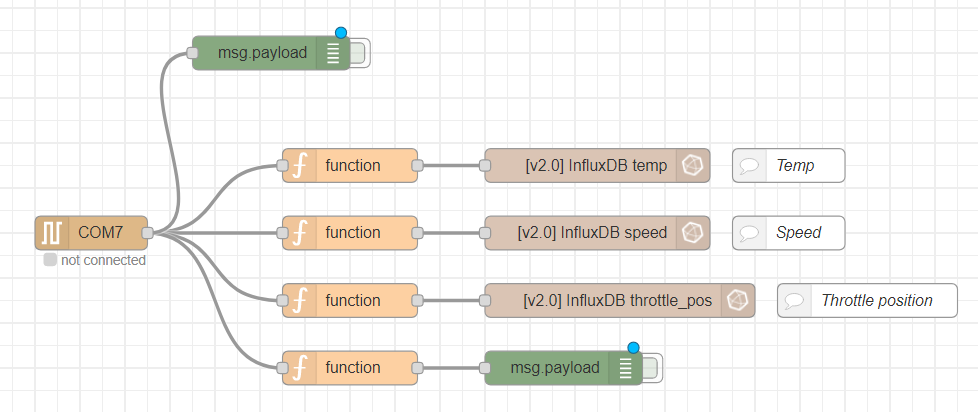 msg.payload
function
[v2.0] InfluxDB temp
Temp
COM7
not connected
function
[v2.0] InfluxDB speed
Speed
function
[v2.0] InfluxDB throttle_pos
Throttle position
function
msg.payload